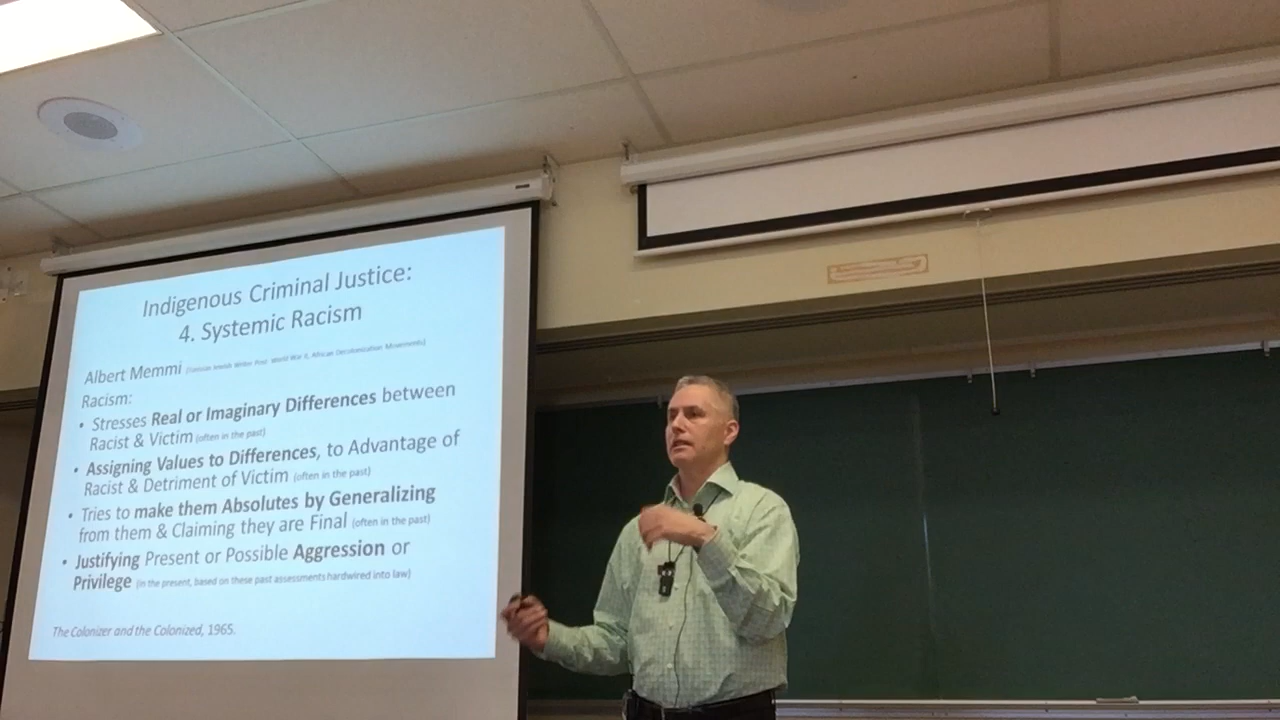 Indigenous Criminal Justice:
4. Systemic Racism
Albert Memmi (Tunisian Jewish Writer Post World War II, African Decolonization Movements)
Racism:
• Stresses Real or Imaginary Differences between
Racist & Victim (often in the past)
• Assigning Values to Differences, to Advantage of
Racist & Detriment of Victim (often in the past)
• Tries to make them Absolutes by Generalizing
from them & Claiming they are Final (often in the past)
• Justifying Present or Possible Aggression or
Privilege (in the present, based on these past assessments hardwired into law)
The Colonizer and the Colonized, 1965.